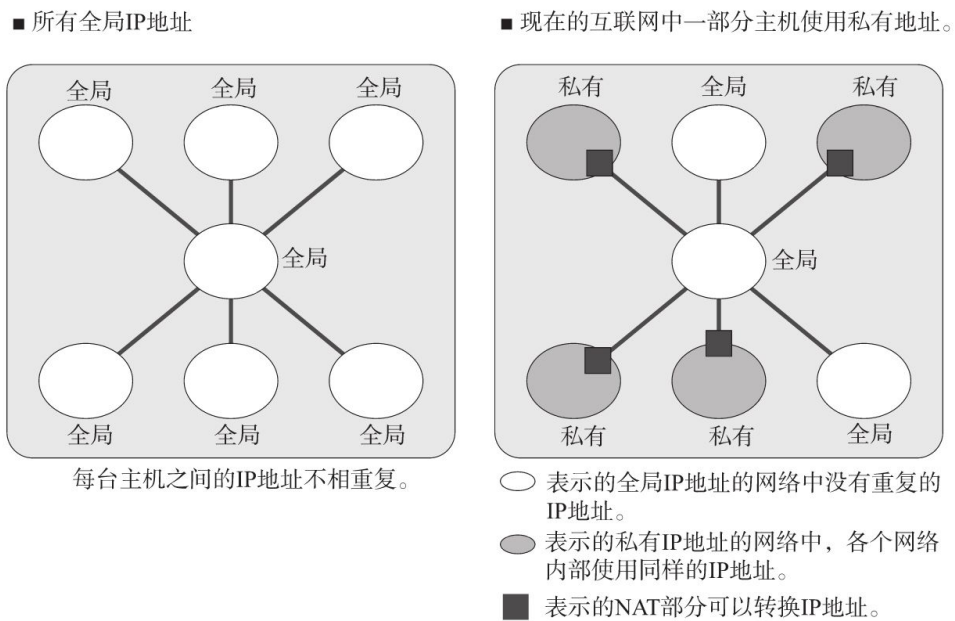 ■ 所有全局IP地址
全局 全局 全局
全局
全局 全局 全局
每台主机之间的IP地址不相重复。
■ 现在的互联网中一部分主机使用私有地址。
私有 全局 私有
全局
私有 私有 全局
表示的全局IP地址的网络中没有重复的
IP地址。
表示的私有IP地址的网络中，各个网络
内部使用同样的IP地址。
表示的NAT部分可以转换IP地址。